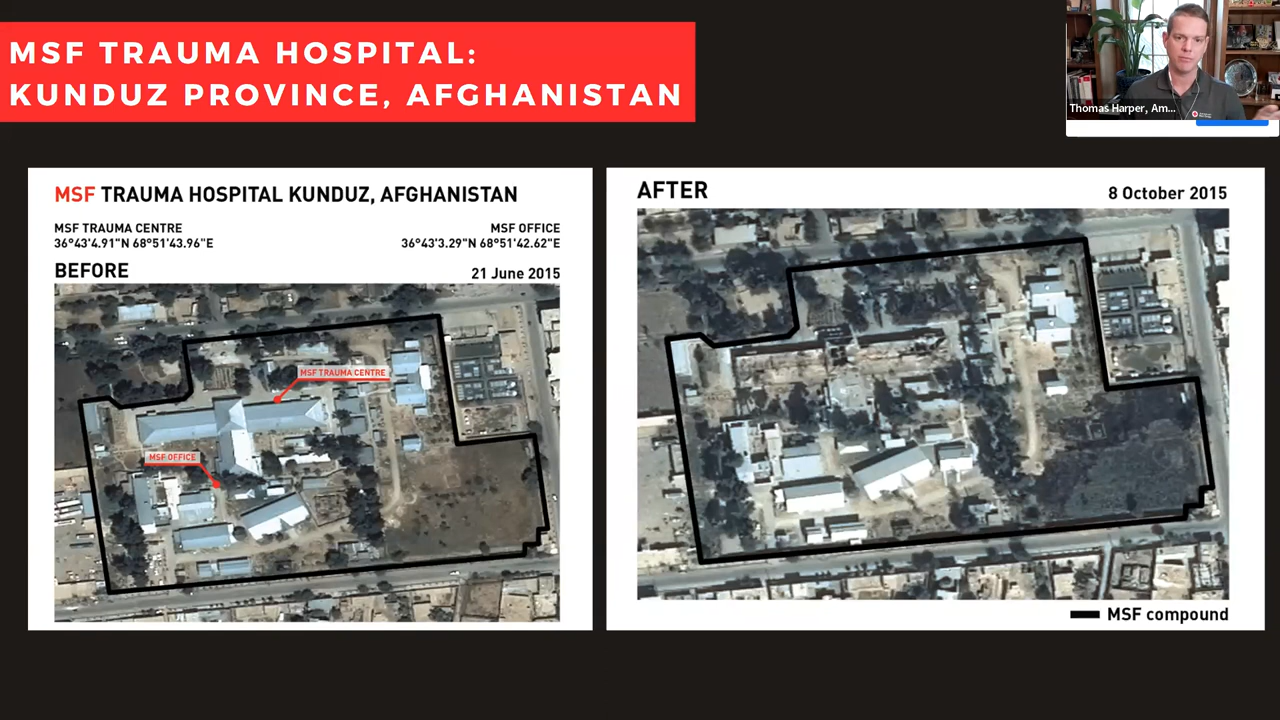 MSF TRAUMA HOSPITAL:
KUNDUZ PROVINCE, AFGHANISTAN
Thomas Harper, Am...
MSF TRAUMA HOSPITAL KUNDUZ, AFGHANISTAN
MSF TRAUMA CENTRE
36°43'4.91"N 68°51'43.96"E
MSF OFFICE
36°43'3.29"N 68°51'42.62"E
BEFORE
21 June 2015
MSF TRAUMA CENTRE
MSF OFFICE
AFTER
8 October 2015
MSF compound